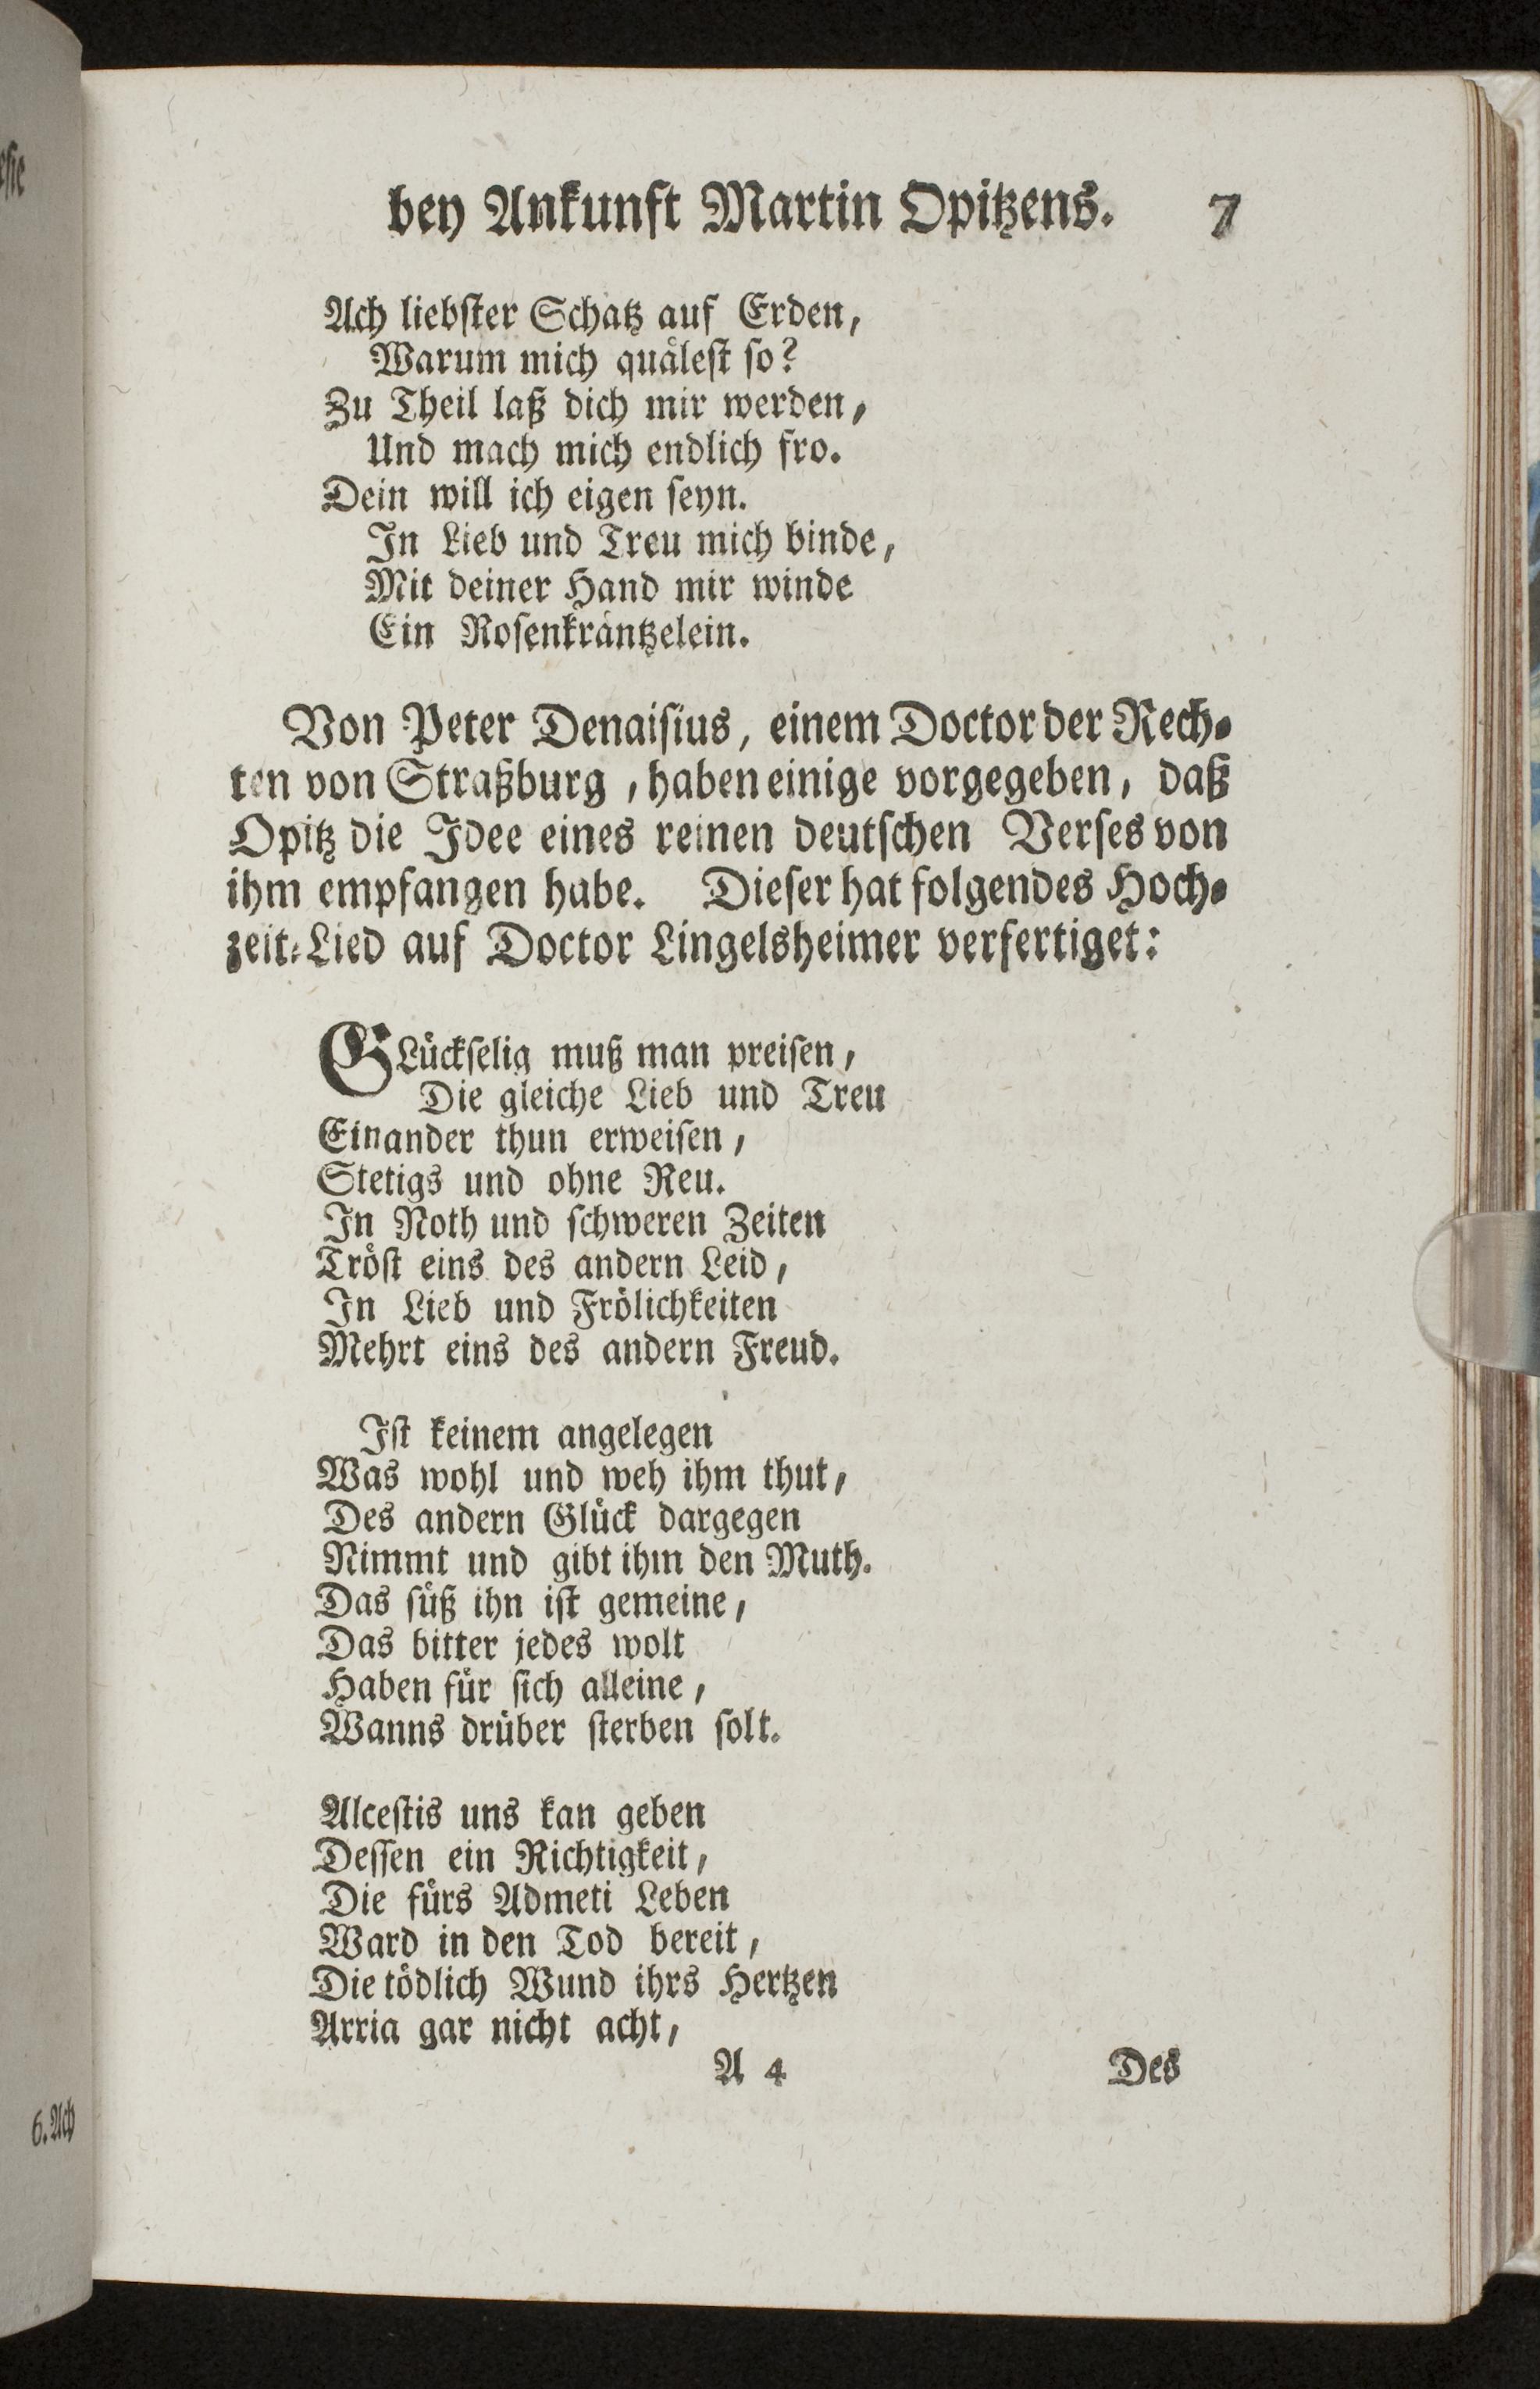 bey Ankunft Martin Opitzens. 7
Ach liebſter Schatz auf Erden,
Warum mich quåleſt ſo?
Zu Theil laß dich mir werden,
Und mach mich endlich fro.
Dein will ich eigen ſeyn.
In Lieb und Treu mich binde,
Mit deiner Hand mir winde
Ein Roſenkråntzelein.
Von Peter Denaiſius, einem Doctor der Rech⸗
ten von Straßburg, haben einige vorgegeben, daß
Opitz die Idee eines reinen deutſchen Verſes von
ihm empfangen habe. Dieſer hat folgendes Hoch⸗
zeit⸗Lied auf Doctor Lingelsheimer verfertiget:
GLückſelig muß man preiſen,
Die gleiche Lieb und Treu
Einander thun erweiſen,
Stetigs und ohne Reu.
In Noth und ſchweren Zeiten
Tröſt eins des andern Leid,
In Lieb und Frölichkeiten
Mehrt eins des andern Freud.
Iſt keinem angelegen
Was wohl und weh ihm thut,
Des andern Glück dargegen
Nimmt und gibt ihm den Muth.
Das ſüß ihn iſt gemeine,
Das bitter jedes wolt
Haben für ſich alleine,
Wanns drüber ſterben ſolt.
Alceſtis uns kan geben
Deſſen ein Richtigkeit,
Die fürs Admeti Leben
Ward in den Tod bereit,
Die tödlich Wund ihrs Hertzen
Arria gar nicht acht,
A 4 Des
6. Ach